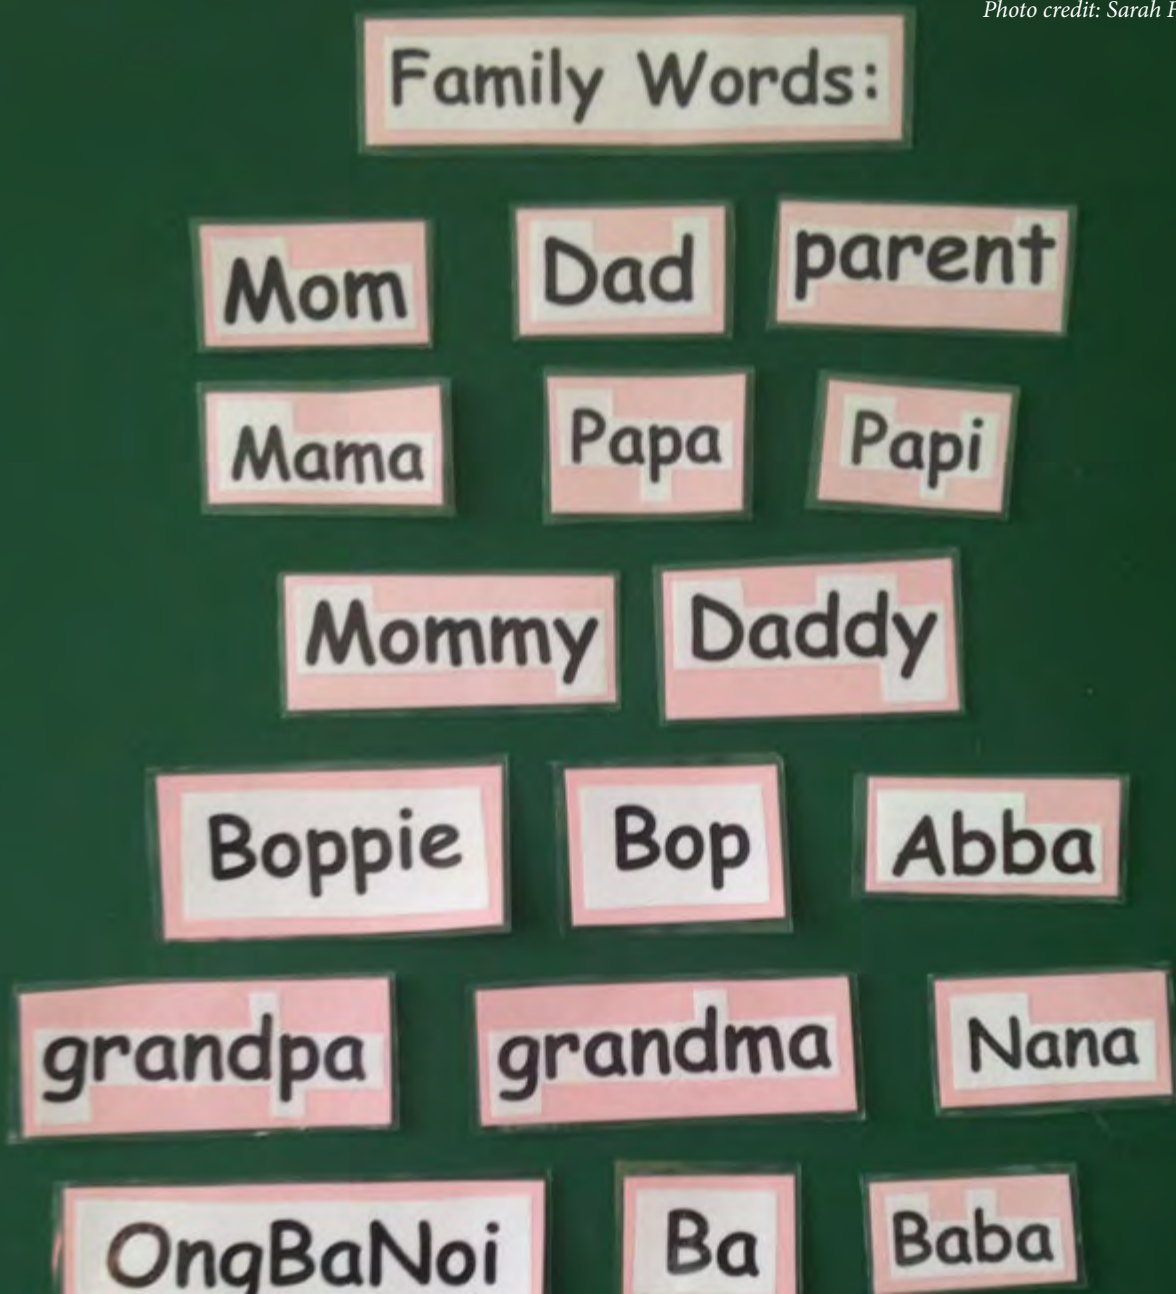 Photo credit: Sarah
Family Words:
Mom Dad parent
Mama Papa Papi
Mommy Daddy
Boppie Bop Abba
grandpa grandma Nana
OngBaNoi Ba Baba